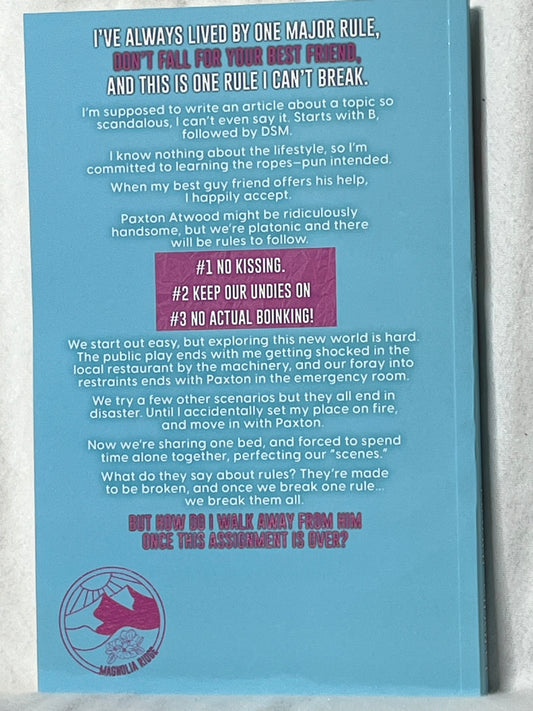 I'VE ALWAYS LIVED BY ONE MAJOR RULE,
DON'T FALL FOR YOUR BEST FRIEND,
AND THIS IS ONE RULE I CAN'T BREAK.
I'm supposed to write an article about a topic so
scandalous, I can't even say it. Starts with B,
followed by DSM.
I know nothing about the lifestyle, so I'm
committed to learning the ropes—pun intended.
When my best guy friend offers his help,
I happily accept.
Paxton Atwood might be ridiculously
handsome, but we're platonic and there
will be rules to follow.
#1 NO KISSING.
#2 KEEP OUR UNDIES ON
#3 NO ACTUAL BOINKING!
We start out easy, but exploring this new world is hard.
The public play ends with me getting shocked in the
local restaurant by the machinery, and our foray into
restraints ends with Paxton in the emergency room.
We try a few other scenarios but they all end in
disaster. Until I accidentally set my place on fire,
and move in with Paxton.
Now we're sharing one bed, and forced to spend
time alone together, perfecting our "scenes."
What do they say about rules? They're made
to be broken, and once we break one rule...
we break them all.
BUT HOW DO I WALK AWAY FROM HIM
ONCE THIS ASSIGNMENT IS OVER?
MAGNOLIA RIDGE